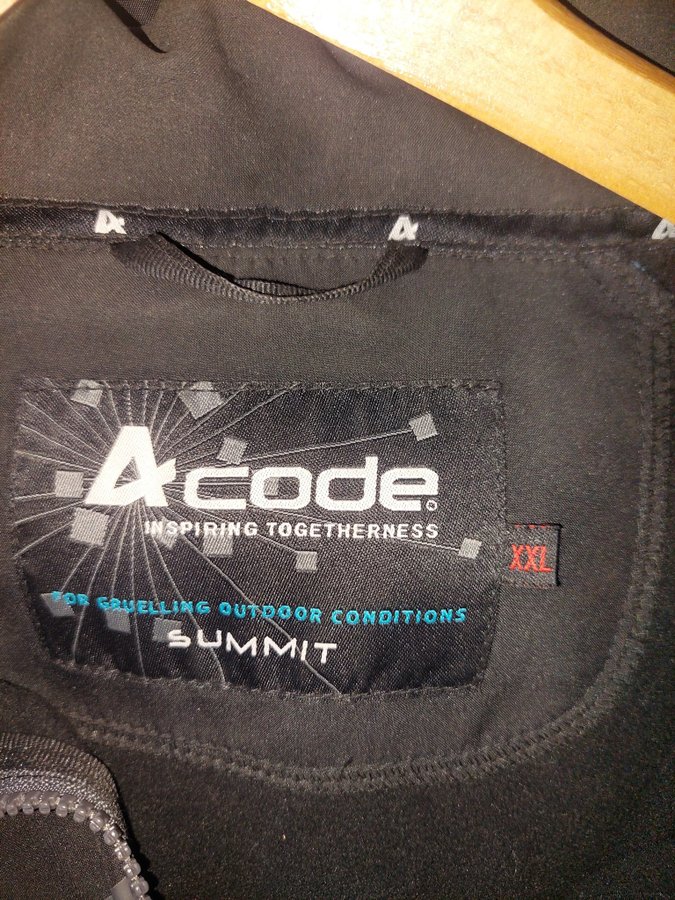 Acode®
INSPIRING TOGETHERNESS
XXL
FOR GRUELLING OUTDOOR CONDITIONS
SUMMIT